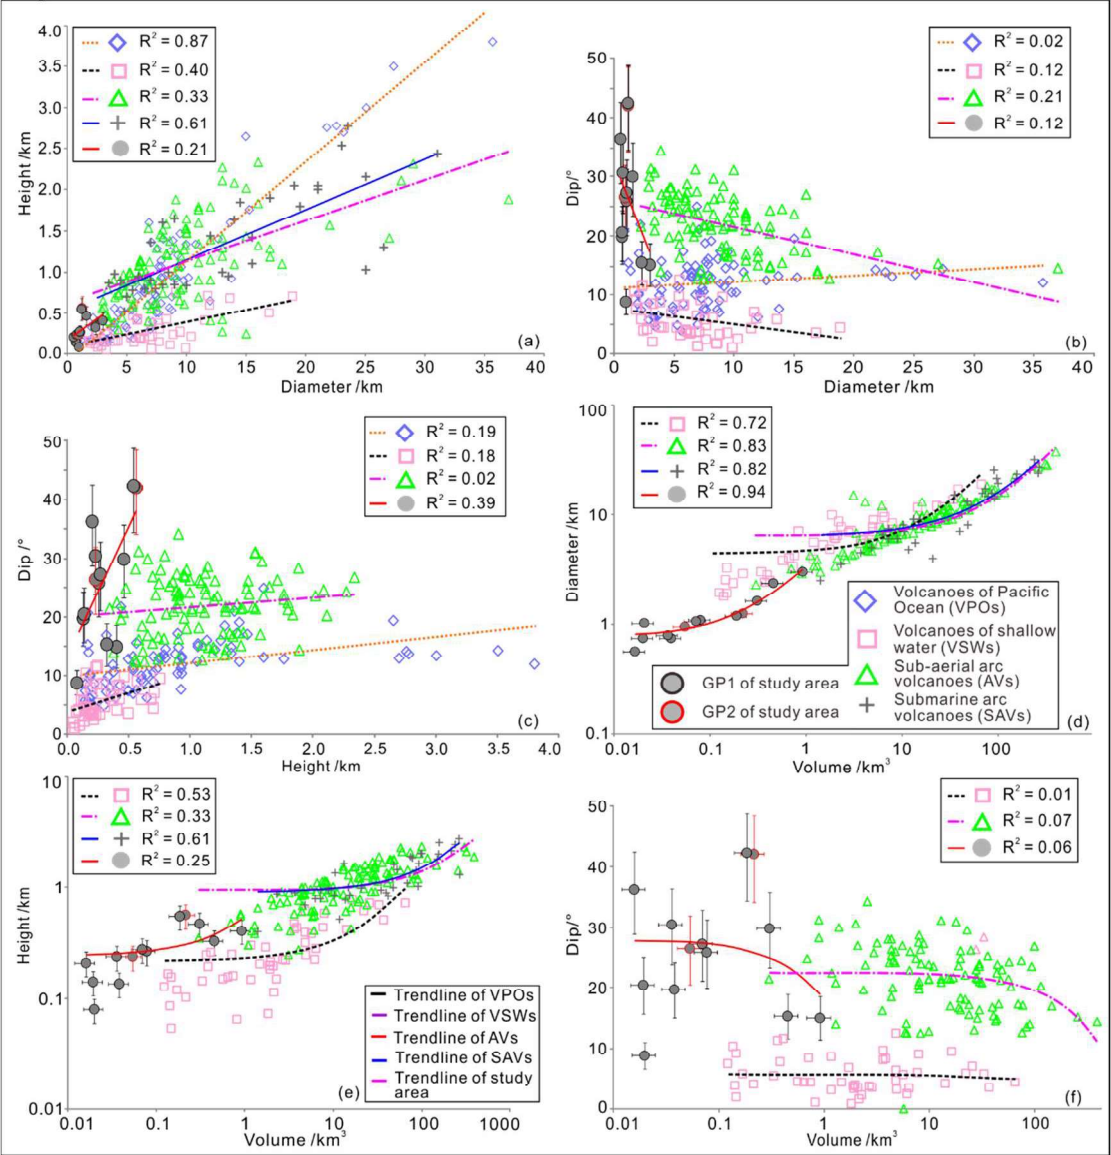 4.0
3.5
3.0
2.5
2.0
1.5
1.0
0.5
0.0
Height /km
R² = 0.87
R² = 0.40
R² = 0.33
R² = 0.61
R² = 0.21
(a)
0 5 10 15 20 25 30 35 40
Diameter /km
50
40
30
20
10
0
Dip/°
R² = 0.02
R² = 0.12
R² = 0.21
R² = 0.12
(b)
0 5 10 15 20 25 30 35 40
Diameter /km
50
40
30
20
10
0
Dip /°
R² = 0.19
R² = 0.18
R² = 0.02
R² = 0.39
(c)
0.0 0.5 1.0 1.5 2.0 2.5 3.0 3.5 4.0
Height /km
100
10
1
0.1
Diameter /km
R² = 0.72
R² = 0.83
R² = 0.82
R² = 0.94
Volcanoes of Pacific
Ocean (VPOs)
Volcanoes of shallow
water (VSWs)
Sub-aerial arc
volcanoes (AVs)
Submarine arc
volcanoes (SAVs)
GP1 of study area
GP2 of study area
(d)
0.01 0.1 1 10 100
Volume /km³
10
1
0.1
0.01
Height /km
R² = 0.53
R² = 0.33
R² = 0.61
R² = 0.25
Trendline of VPOs
Trendline of VSWs
Trendline of AVs
Trendline of SAVs
Trendline of study
area
(e)
0.01 0.1 1 10 100 1000
Volume /km³
50
40
30
20
10
0
Dip/°
R² = 0.01
R² = 0.07
R² = 0.06
(f)
0.01 0.1 1 10 100
Volume /km³